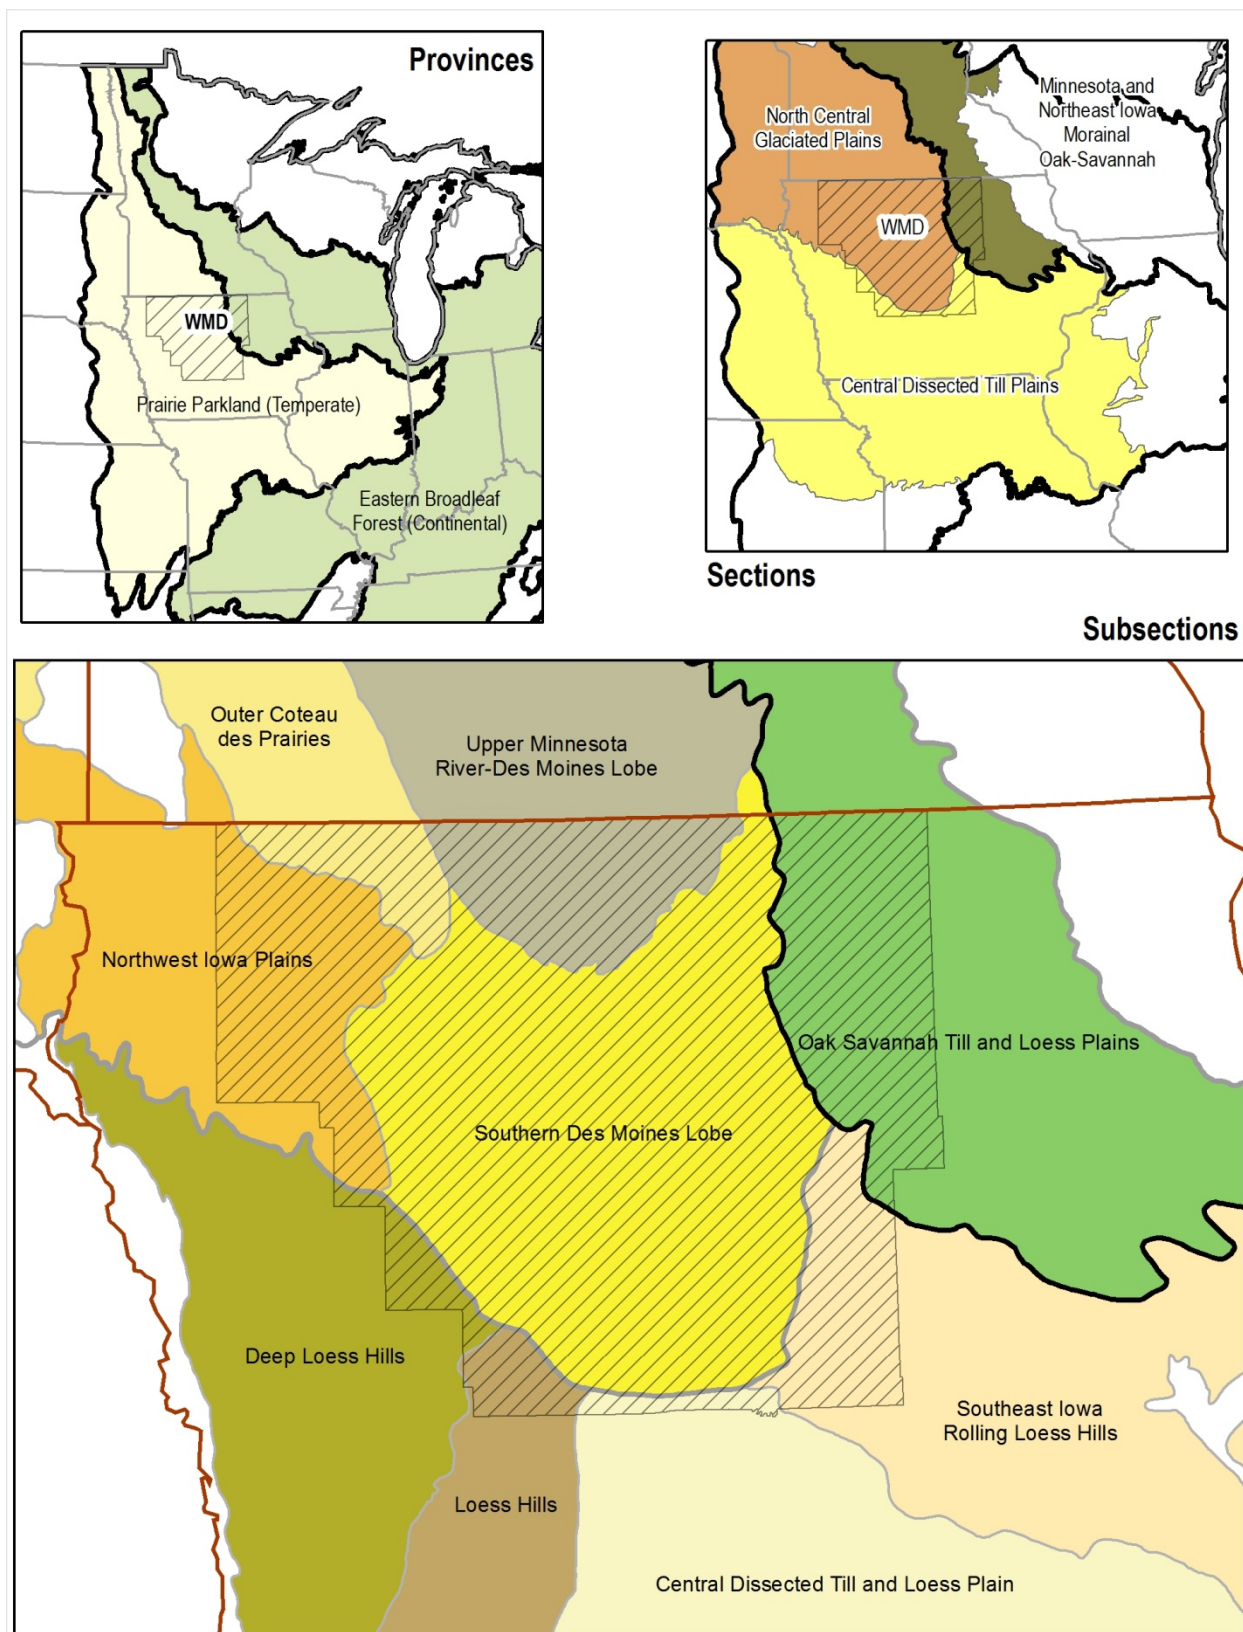 Provinces
WMD
Prairie Parkland (Temperate)
Eastern Broadleaf
Forest (Continental)
Minnesota and
Northeast Iowa
Morainal
Oak-Savannah
North Central
Glaciated Plains
WMD
Central Dissected Till Plains
Sections
Subsections
Outer Coteau
des Prairies
Upper Minnesota
River-Des Moines Lobe
Northwest Iowa Plains
Oak Savannah Till and Loess Plains
Southern Des Moines Lobe
Deep Loess Hills
Southeast Iowa
Rolling Loess Hills
Loess Hills
Central Dissected Till and Loess Plain